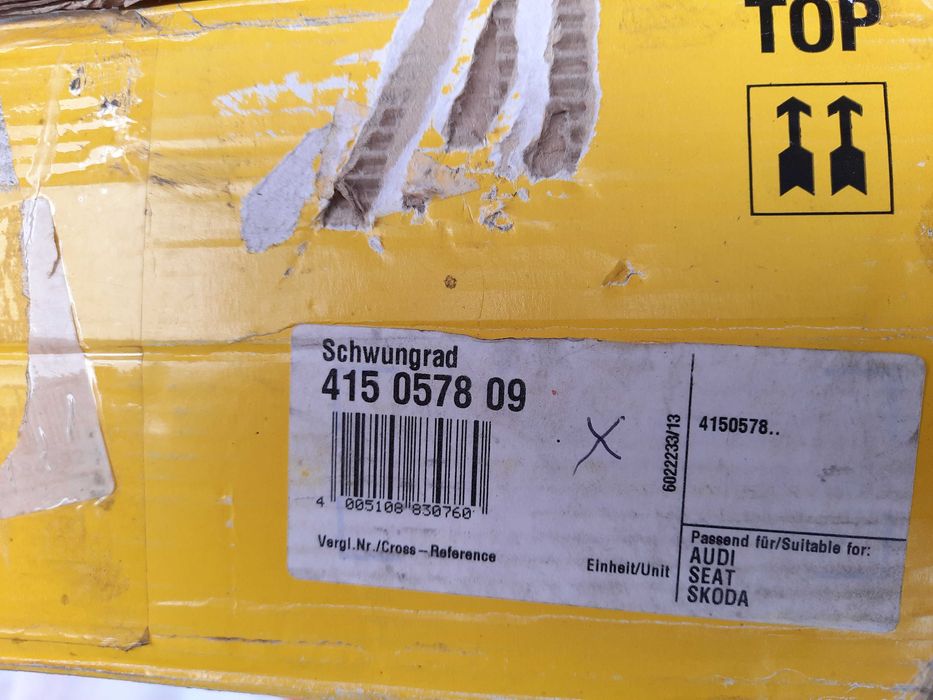 TOP
Schwungrad
415 0578 09
4 005108 830760
Vergl.Nr./Cross-Reference
Einheit/Unit
6022233/13
4150578..
Passend für/Suitable for:
AUDI
SEAT
SKODA